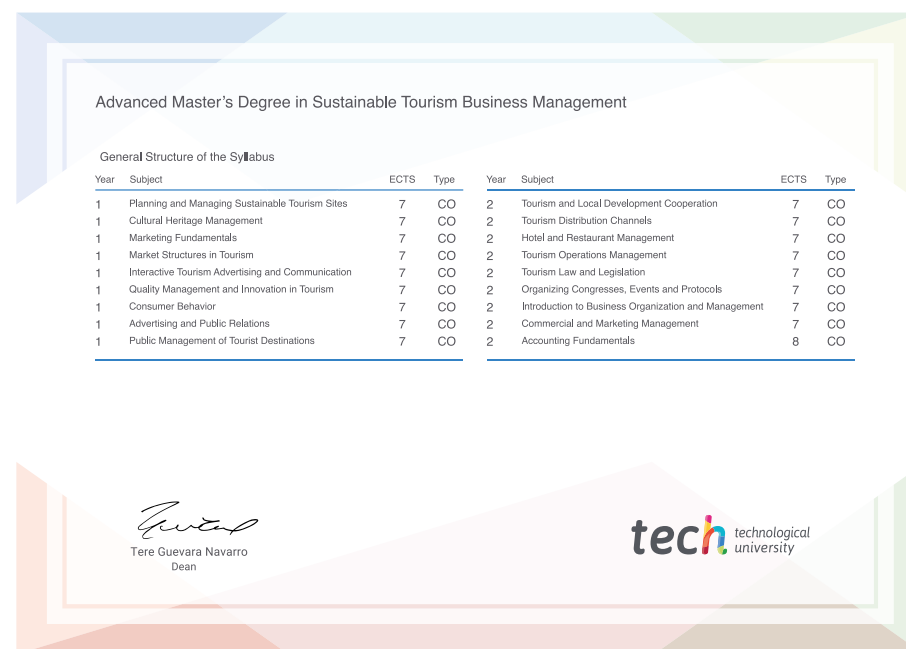 Advanced Master's Degree in Sustainable Tourism Business Management
General Structure of the Syllabus
Year Subject ECTS Type
1 Planning and Managing Sustainable Tourism Sites 7 CO
1 Cultural Heritage Management 7 CO
1 Marketing Fundamentals 7 CO
1 Market Structures in Tourism 7 CO
1 Interactive Tourism Advertising and Communication 7 CO
1 Quality Management and Innovation in Tourism 7 CO
1 Consumer Behavior 7 CO
1 Advertising and Public Relations 7 CO
1 Public Management of Tourist Destinations 7 CO
Year Subject ECTS Type
2 Tourism and Local Development Cooperation 7 CO
2 Tourism Distribution Channels 7 CO
2 Hotel and Restaurant Management 7 CO
2 Tourism Operations Management 7 CO
2 Tourism Law and Legislation 7 CO
2 Organizing Congresses, Events and Protocols 7 CO
2 Introduction to Business Organization and Management 7 CO
2 Commercial and Marketing Management 7 CO
2 Accounting Fundamentals 8 CO
Tere Guevara Navarro
Dean
tech technological
university